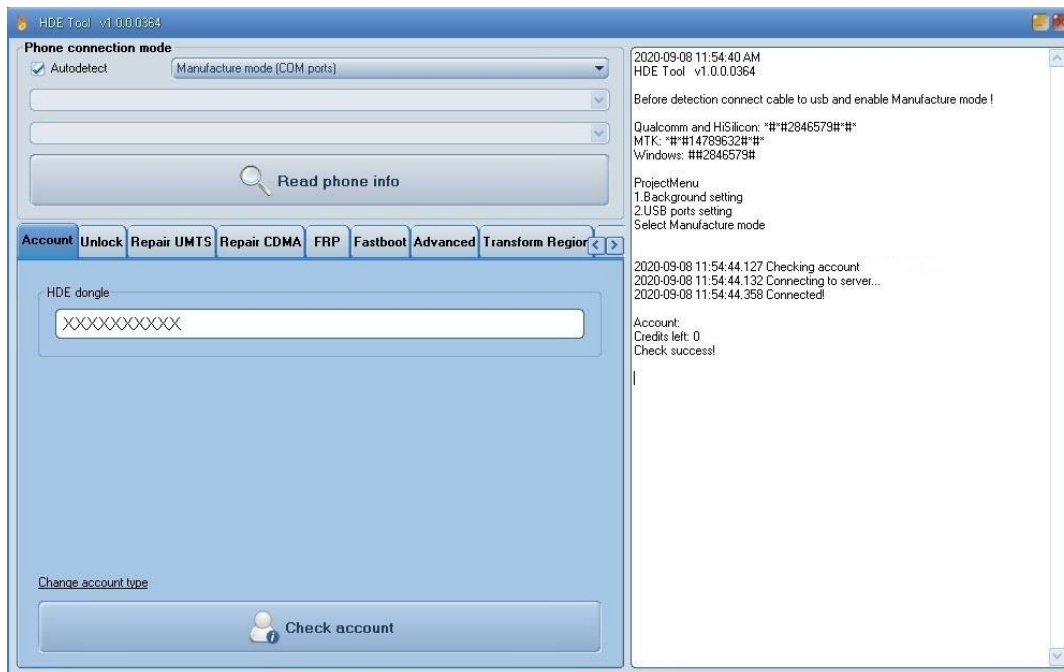 HDE Tool v1.0.0.0364
Phone connection mode
Autodetect
Manufacture mode (COM ports)
Read phone info
Account
Unlock
Repair UMTS
Repair CDMA
FRP
Fastboot
Advanced
Transform Region
HDE dongle
XXXXXXXXXX
Change account type
Check account
2020-09-08 11:54:40 AM
HDE Tool v1.0.0.0364
Before detection connect cable to usb and enable Manufacture mode !
Qualcomm and HiSilicon: *#*#2846579#*#*
MTK: *#*#14789632#*#*
Windows: ##2846579#
ProjectMenu
1.Background setting
2.USB ports setting
Select Manufacture mode
2020-09-08 11:54:44.127 Checking account
2020-09-08 11:54:44.132 Connecting to server...
2020-09-08 11:54:44.358 Connected!
Account:
Credits left: 0
Check success!